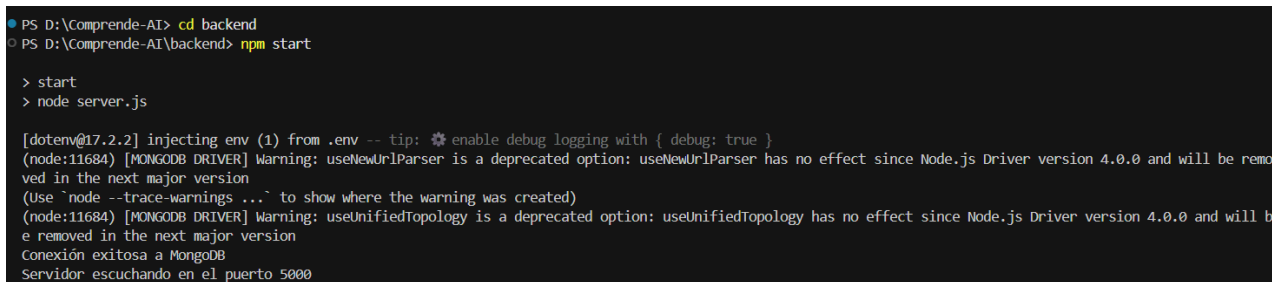 PS D:\Comprende-AI> cd backend
PS D:\Comprende-AI\backend> npm start
> start
> node server.js
[dotenv@17.2.2] injecting env (1) from .env -- tip: ⚙️ enable debug logging with { debug: true }
(node:11684) [MONGODB DRIVER] Warning: useNewUrlParser is a deprecated option: useNewUrlParser has no effect since Node.js Driver version 4.0.0 and will be remo
ved in the next major version
(Use `node --trace-warnings ...` to show where the warning was created)
(node:11684) [MONGODB DRIVER] Warning: useUnifiedTopology is a deprecated option: useUnifiedTopology has no effect since Node.js Driver version 4.0.0 and will b
e removed in the next major version
Conexión exitosa a MongoDB
Servidor escuchando en el puerto 5000